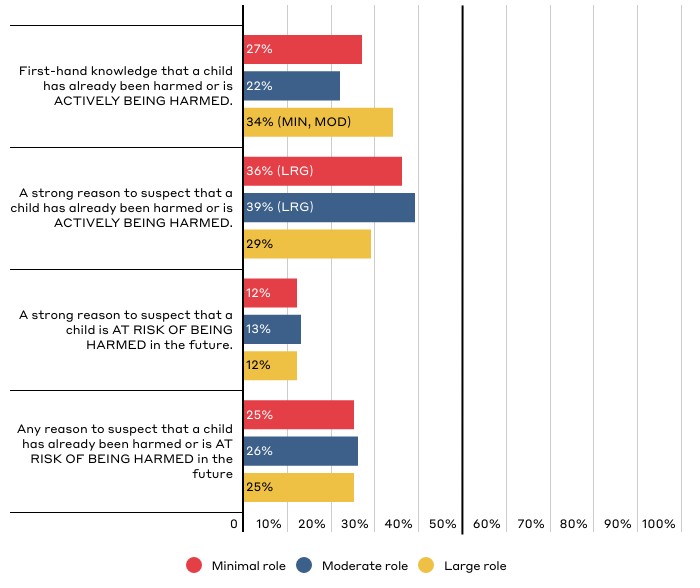 First-hand knowledge that a child
has already been harmed or is
ACTIVELY BEING HARMED.
27%
22%
34% (MIN, MOD)
A strong reason to suspect that a
child has already been harmed or is
ACTIVELY BEING HARMED.
36% (LRG)
39% (LRG)
29%
A strong reason to suspect that a
child is AT RISK OF BEING
HARMED in the future.
12%
13%
12%
Any reason to suspect that a child
has already been harmed or is AT
RISK OF BEING HARMED in the
future
25%
26%
25%
0 10% 20% 30% 40% 50% 60% 70% 80% 90% 100%
Minimal role Moderate role Large role